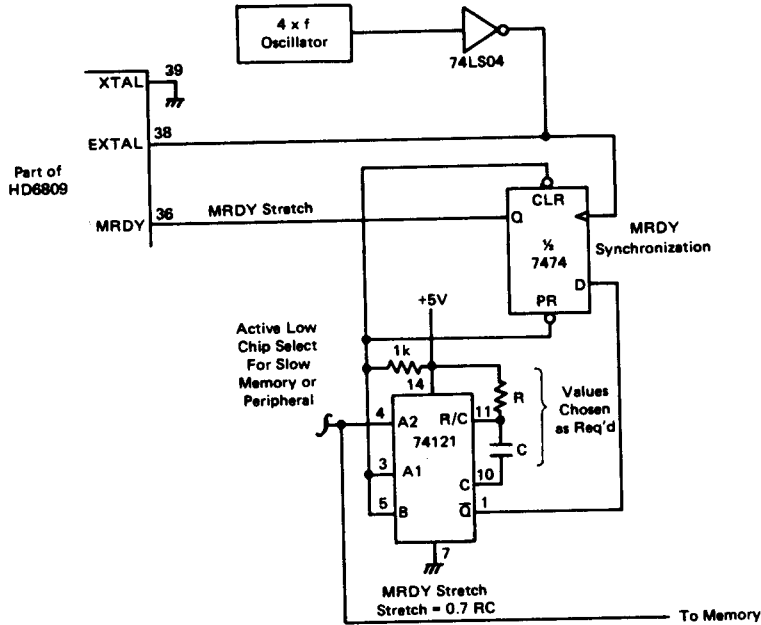 4 x f
Oscillator
74LS04
39
XTAL
38
EXTAL
Part of
HD6809
36
MRDY
MRDY Stretch
CLR
Q
MRDY
Synchronization
½
7474
D
PR
+5V
Active Low
Chip Select
For Slow
Memory or
Peripheral
1k
14
R
Values
Chosen
as Req'd
4
A2
R/C
11
74121
C
3
A1
10
C
5
B
Q̅
1
7
MRDY Stretch
Stretch = 0.7 RC
To Memory